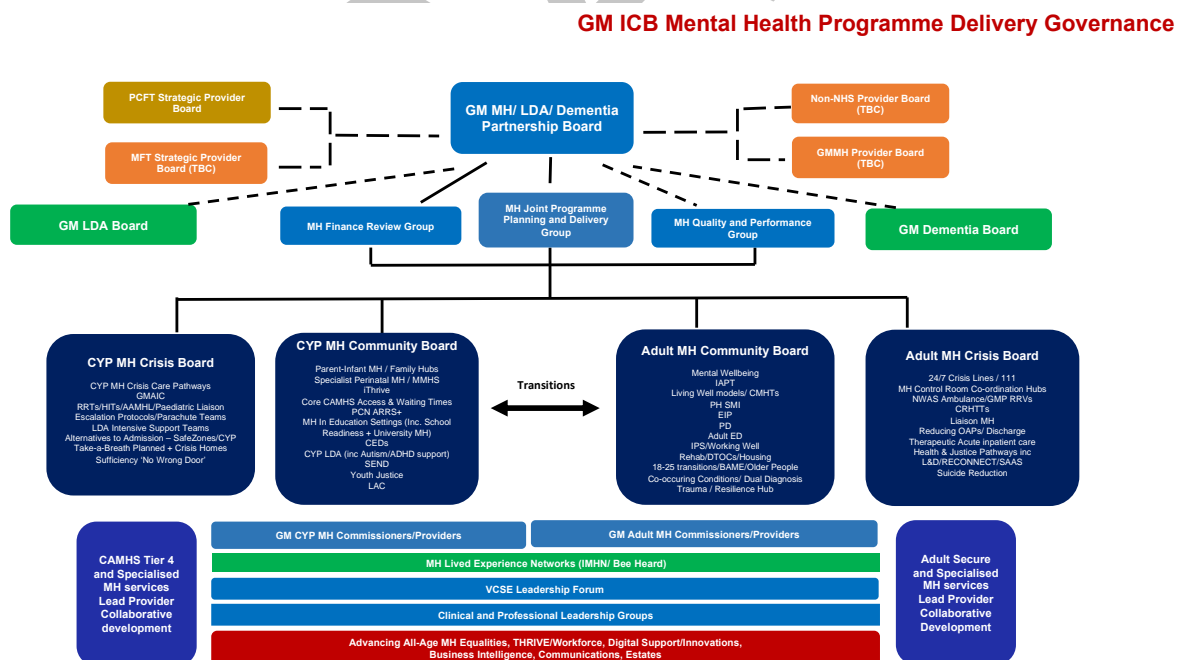 GM ICB Mental Health Programme Delivery Governance
PCFT Strategic Provider
Board
GM MH/ LDA/ Dementia
Partnership Board
Non-NHS Provider Board
(TBC)
MFT Strategic Provider
Board (TBC)
GMMH Provider Board
(TBC)
GM LDA Board
MH Finance Review Group
MH Joint Programme
Planning and Delivery
Group
MH Quality and Performance
Group
GM Dementia Board
CYP MH Crisis Board
CYP MH Crisis Care Pathways
GMAIC
RRTs/HITs/AAMHL/Paediatric Liaison
Escalation Protocols/Parachute Teams
LDA Intensive Support Teams
Alternatives to Admission – SafeZones/CYP
Take-a-Breath Planned + Crisis Homes
Sufficiency ‘No Wrong Door’
CYP MH Community Board
Parent-Infant MH / Family Hubs
Specialist Perinatal MH / MMHS
iThrive
Core CAMHS Access & Waiting Times
PCN ARRS+
MH In Education Settings (Inc. School
Readiness + University MH)
CEDs
CYP LDA (inc Autism/ADHD support)
SEND
Youth Justice
LAC
Transitions
Adult MH Community Board
Mental Wellbeing
IAPT
Living Well models/ CMHTs
PH SMI
EIP
PD
Adult ED
IPS/Working Well
Rehab/DTOCs/Housing
18-25 transitions/BAME/Older People
Co-occuring Conditions/ Dual Diagnosis
Trauma / Resilience Hub
Adult MH Crisis Board
24/7 Crisis Lines / 111
MH Control Room Co-ordination Hubs
NWAS Ambulance/GMP RRVs
CRHTTs
Liaison MH
Reducing OAPs/ Discharge
Therapeutic Acute inpatient care
Health & Justice Pathways inc
L&D/RECONNECT/SAAS
Suicide Reduction
CAMHS Tier 4
and Specialised
MH services
Lead Provider
Collaborative
development
GM CYP MH Commissioners/Providers
GM Adult MH Commissioners/Providers
MH Lived Experience Networks (IMHN/ Bee Heard)
VCSE Leadership Forum
Clinical and Professional Leadership Groups
Advancing All-Age MH Equalities, THRIVE/Workforce, Digital Support/Innovations,
Business Intelligence, Communications, Estates
Adult Secure
and Specialised
MH services
Lead Provider
Collaborative
Development